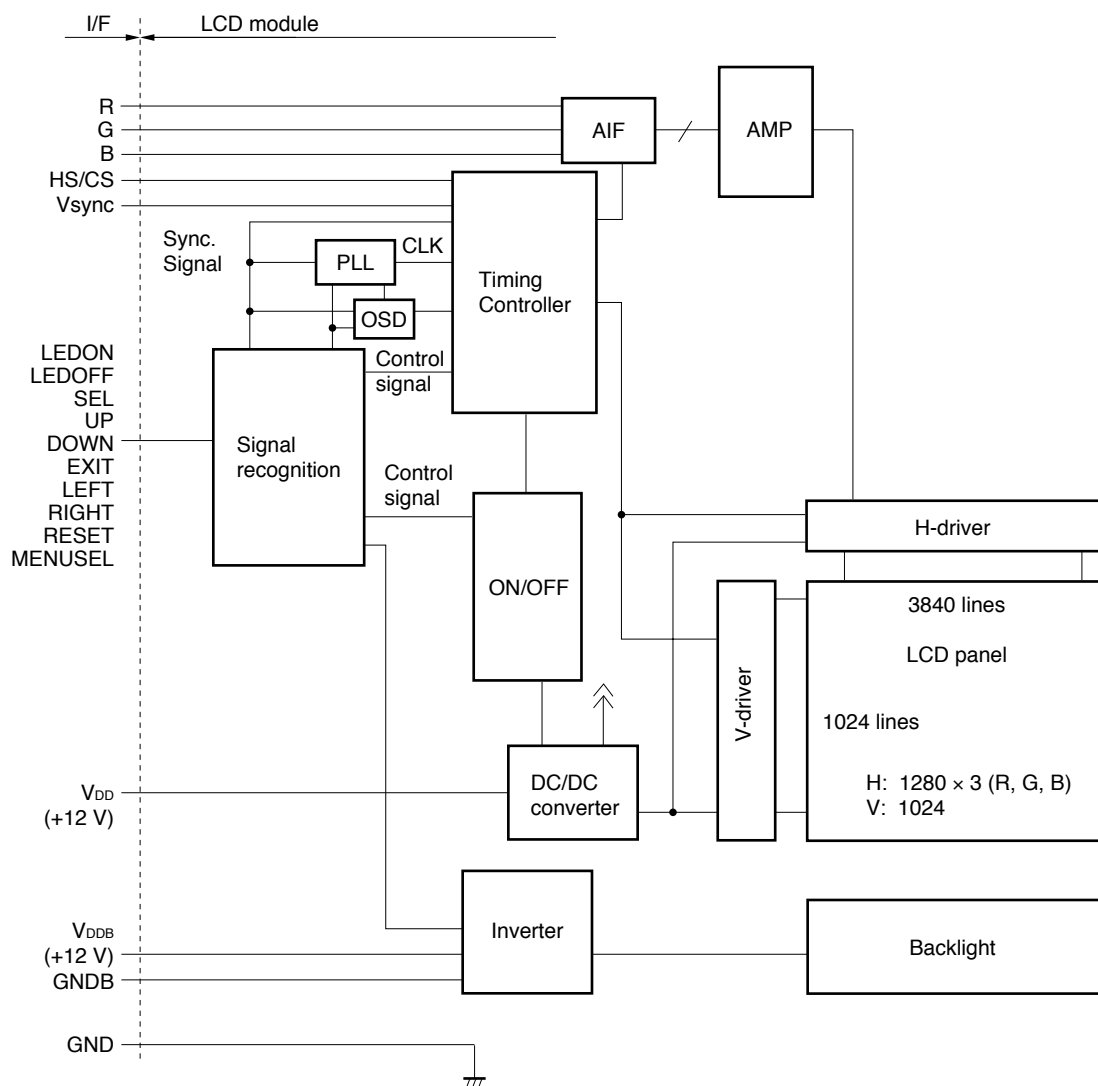 I/F
LCD module
R
G
B
HS/CS
Vsync
AIF
AMP
Sync.
Signal
PLL
CLK
OSD
Timing
Controller
LEDON
LEDOFF
SEL
UP
DOWN
EXIT
LEFT
RIGHT
RESET
MENUSEL
Signal
recognition
Control
signal
Control
signal
ON/OFF
H-driver
V-driver
3840 lines
LCD panel
1024 lines
H: 1280 × 3 (R, G, B)
V: 1024
VDD
(+12 V)
DC/DC
converter
VDDB
(+12 V)
GNDB
Inverter
Backlight
GND